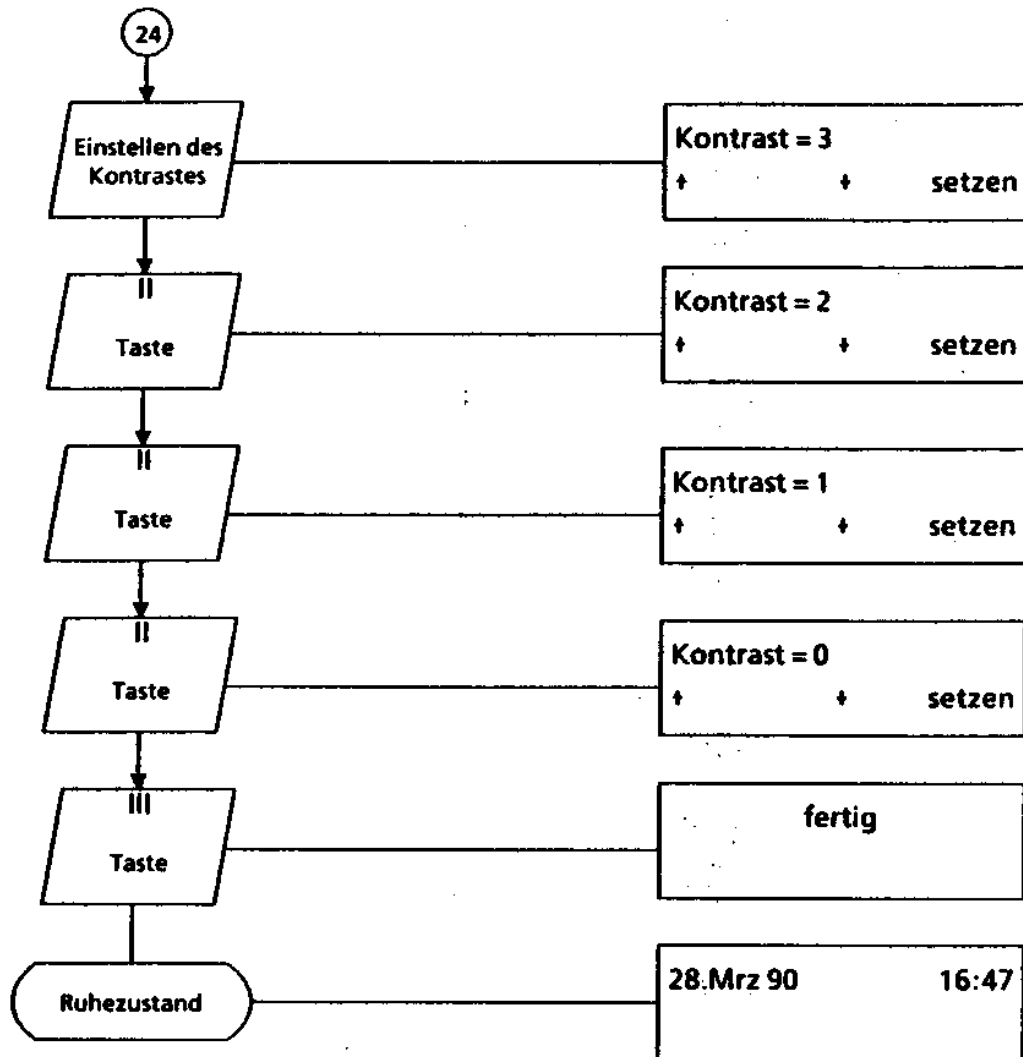 24
Einstellen des
Kontrastes
Kontrast = 3
↑ ↓ setzen
II
Taste
Kontrast = 2
↑ ↓ setzen
II
Taste
Kontrast = 1
↑ ↓ setzen
II
Taste
Kontrast = 0
↑ ↓ setzen
III
Taste
fertig
Ruhezustand
28.Mrz 90 16:47